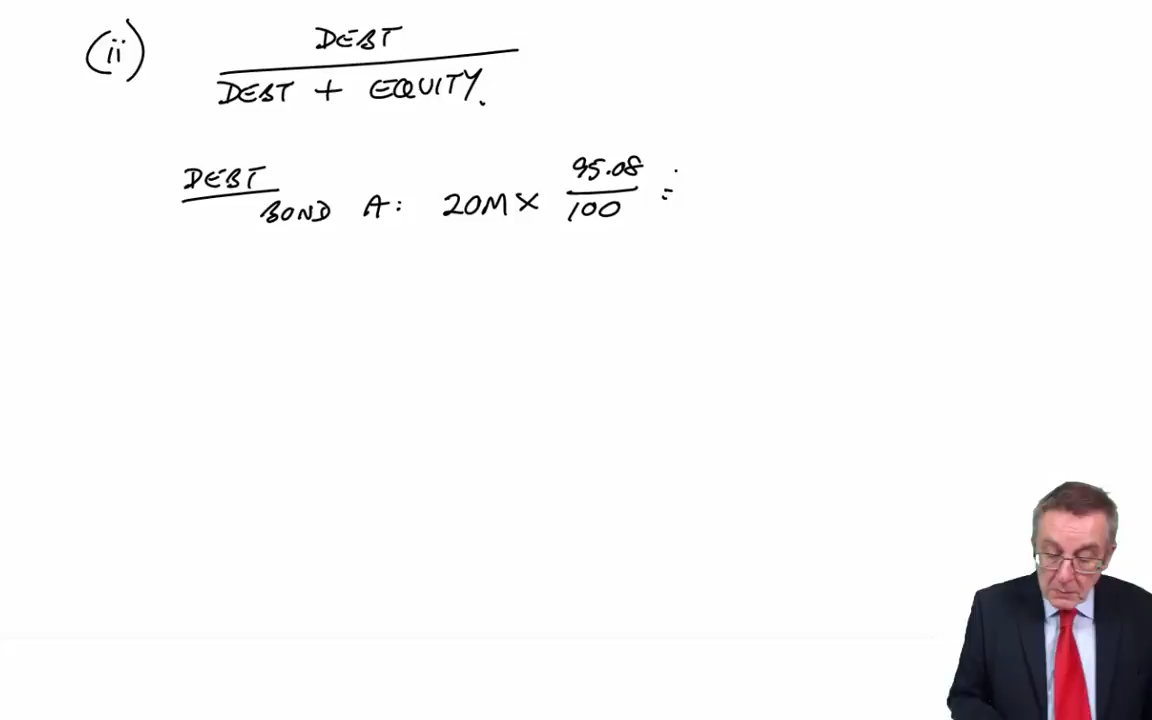 (ii) DEBT
DEBT + EQUITY.
DEBT
BOND A: 20M × 95.08
100 =